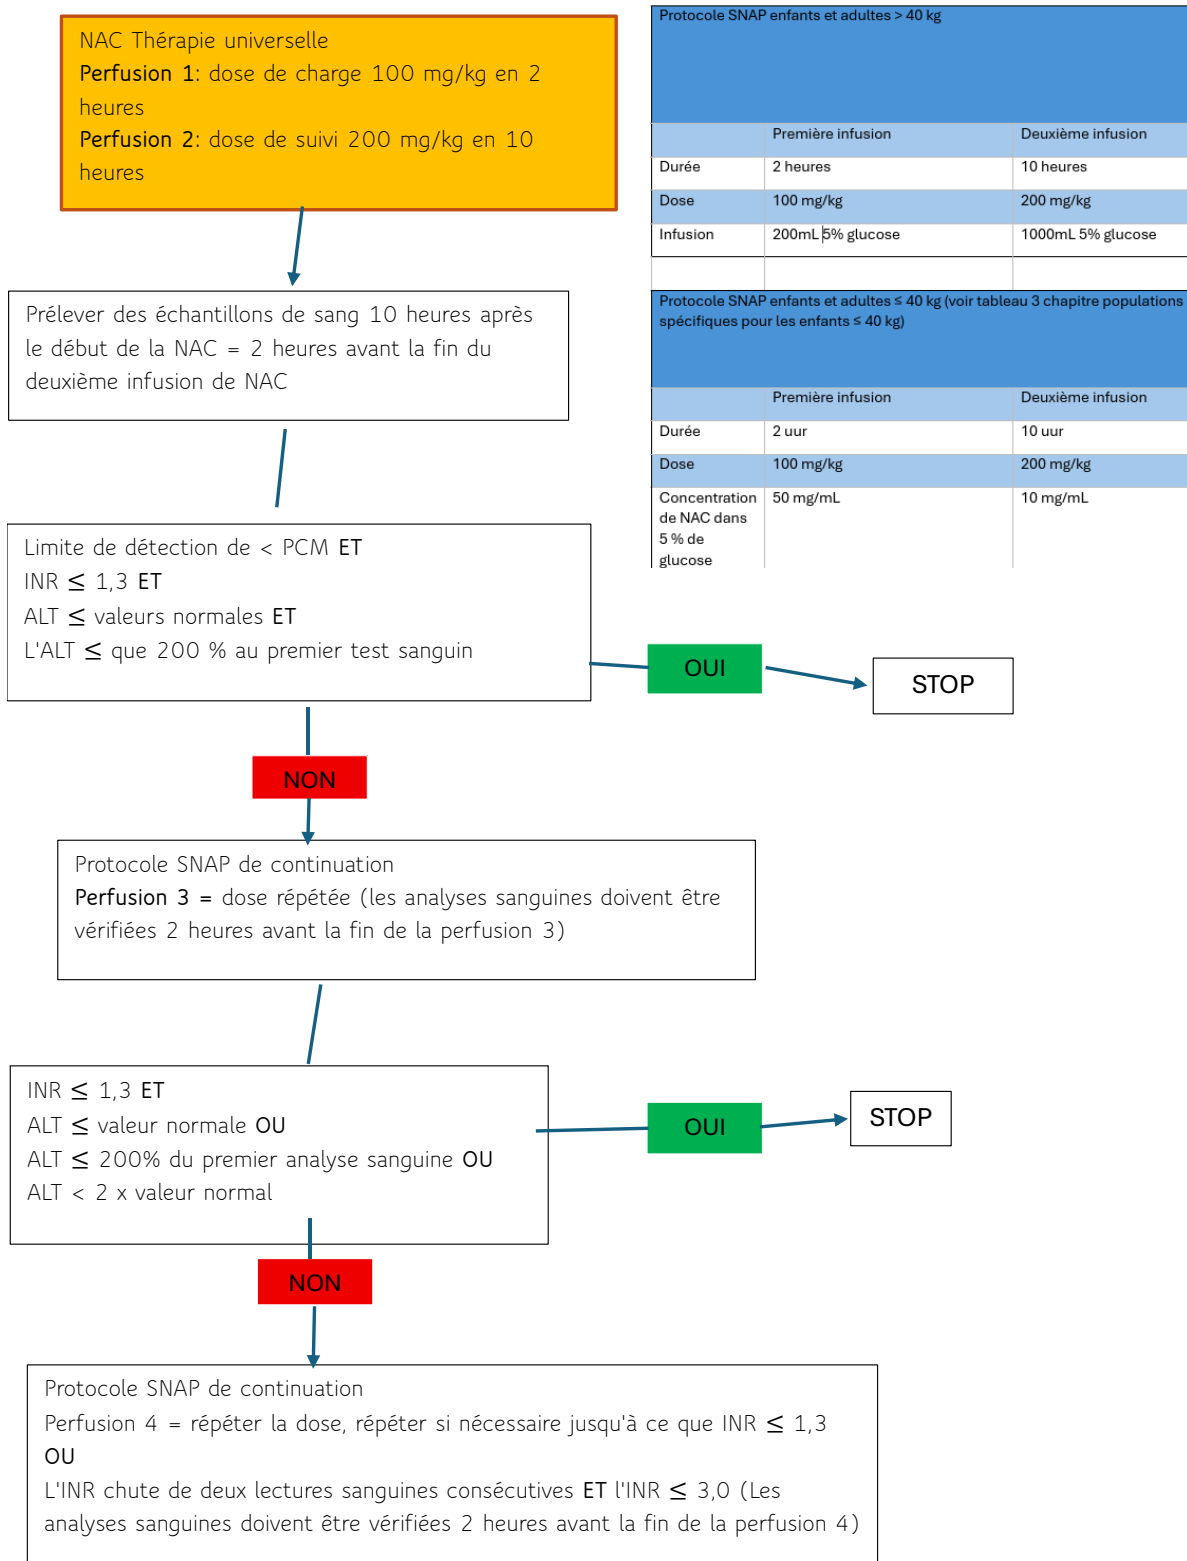 NAC Thérapie universelle
Perfusion 1: dose de charge 100 mg/kg en 2
heures
Perfusion 2: dose de suivi 200 mg/kg en 10
heures
Protocole SNAP enfants et adultes > 40 kg
Première infusion Deuxième infusion
Durée 2 heures 10 heures
Dose 100 mg/kg 200 mg/kg
Infusion 200mL 5% glucose 1000mL 5% glucose
Protocole SNAP enfants et adultes ≤ 40 kg (voir tableau 3 chapitre populations
spécifiques pour les enfants ≤ 40 kg)
Première infusion Deuxième infusion
Durée 2 uur 10 uur
Dose 100 mg/kg 200 mg/kg
Concentration 50 mg/mL 10 mg/mL
de NAC dans
5 % de
glucose
Prélever des échantillons de sang 10 heures après
le début de la NAC = 2 heures avant la fin du
deuxième infusion de NAC
Limite de détection de < PCM ET
INR ≤ 1,3 ET
ALT ≤ valeurs normales ET
L'ALT ≤ que 200 % au premier test sanguin
OUI
STOP
NON
Protocole SNAP de continuation
Perfusion 3 = dose répétée (les analyses sanguines doivent être
vérifiées 2 heures avant la fin de la perfusion 3)
INR ≤ 1,3 ET
ALT ≤ valeur normale OU
ALT ≤ 200% du premier analyse sanguine OU
ALT < 2 x valeur normal
OUI
STOP
NON
Protocole SNAP de continuation
Perfusion 4 = répéter la dose, répéter si nécessaire jusqu'à ce que INR ≤ 1,3
OU
L'INR chute de deux lectures sanguines consécutives ET l'INR ≤ 3,0 (Les
analyses sanguines doivent être vérifiées 2 heures avant la fin de la perfusion 4)